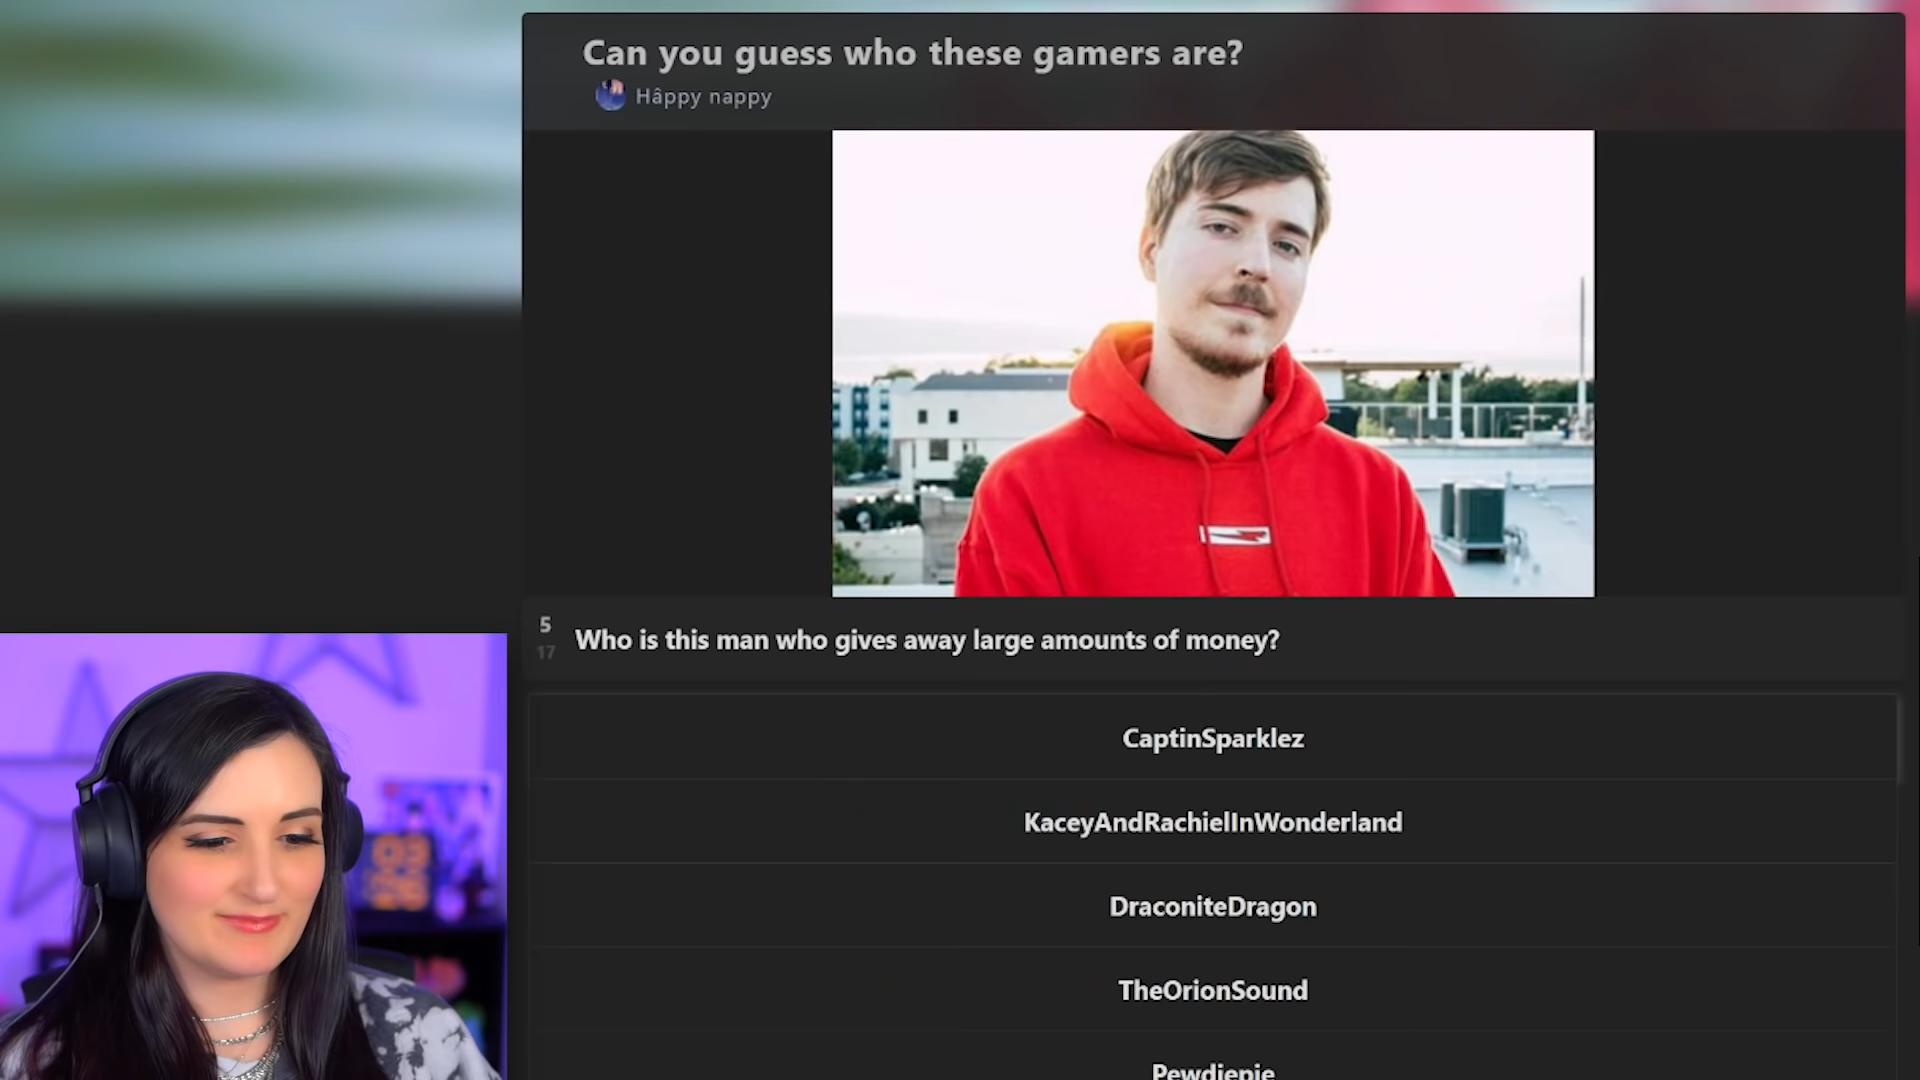 Can you guess who these gamers are?
Hâppy nappy
5
17
Who is this man who gives away large amounts of money?
CaptinSparklez
KaceyAndRachielInWonderland
DraconiteDragon
TheOrionSound
Pewdiepie